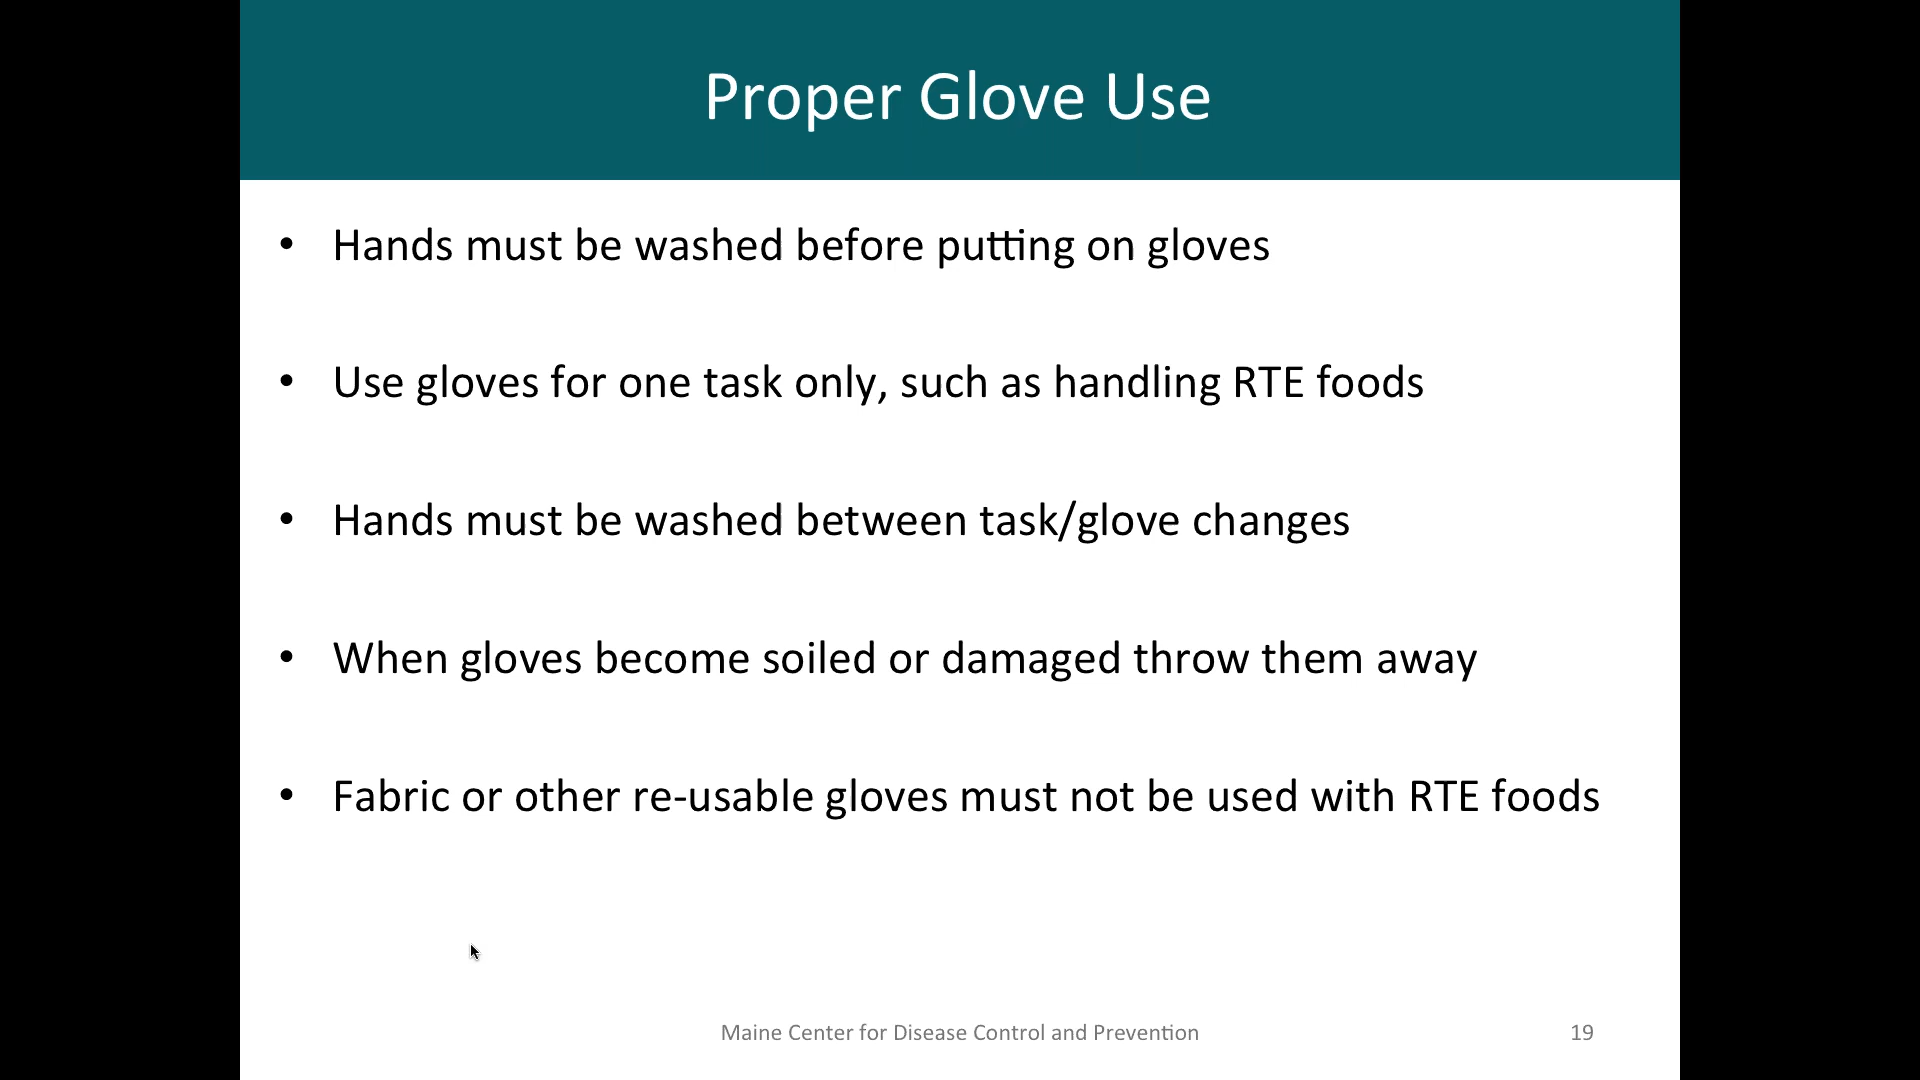 Proper Glove Use
• Hands must be washed before putting on gloves
• Use gloves for one task only, such as handling RTE foods
• Hands must be washed between task/glove changes
• When gloves become soiled or damaged throw them away
• Fabric or other re-usable gloves must not be used with RTE foods
Maine Center for Disease Control and Prevention
19